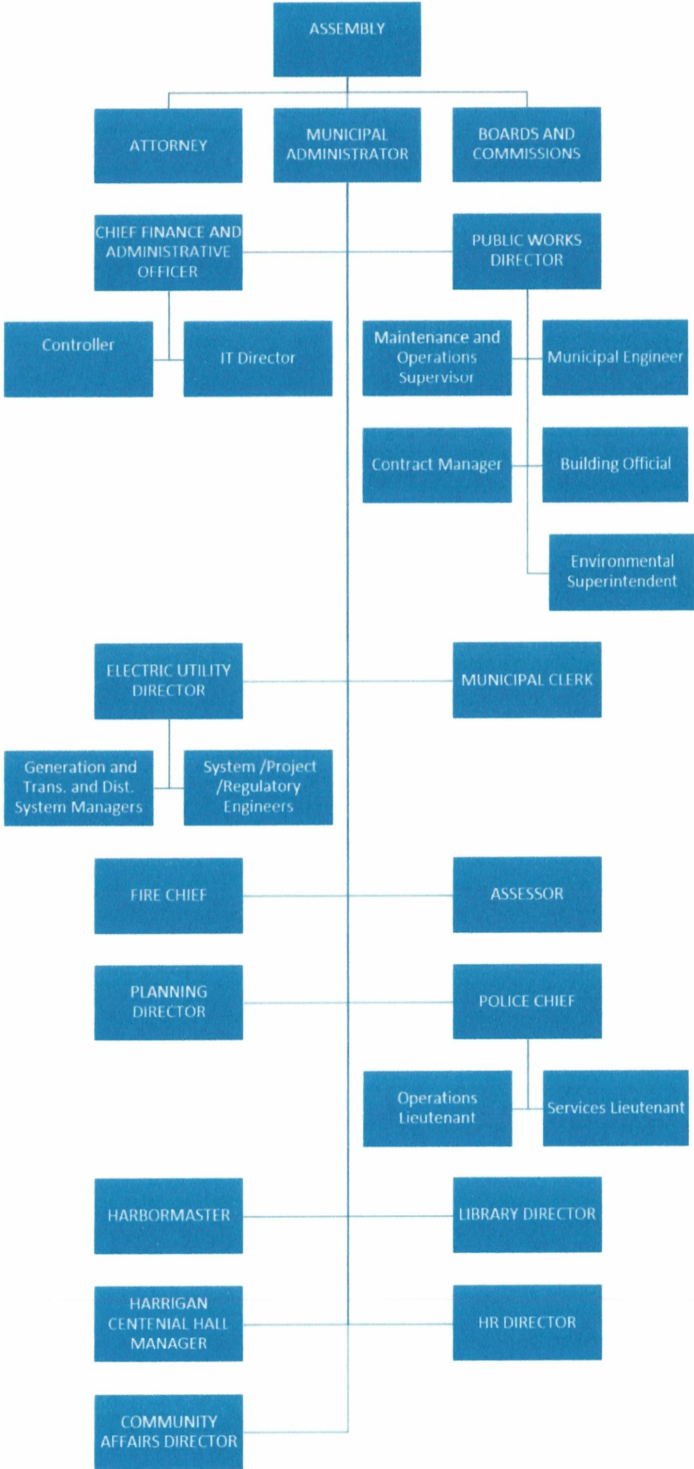 ASSEMBLY
ATTORNEY
MUNICIPAL
ADMINISTRATOR
BOARDS AND
COMMISSIONS
CHIEF FINANCE AND
ADMINISTRATIVE
OFFICER
PUBLIC WORKS
DIRECTOR
Controller
IT Director
Maintenance and
Operations
Supervisor
Municipal Engineer
Contract Manager
Building Official
Environmental
Superintendent
ELECTRIC UTILITY
DIRECTOR
MUNICIPAL CLERK
Generation and
Trans. and Dist.
System Managers
System /Project
/Regulatory
Engineers
FIRE CHIEF
ASSESSOR
PLANNING
DIRECTOR
POLICE CHIEF
Operations
Lieutenant
Services Lieutenant
HARBORMASTER
LIBRARY DIRECTOR
HARRIGAN
CENTENIAL HALL
MANAGER
HR DIRECTOR
COMMUNITY
AFFAIRS DIRECTOR